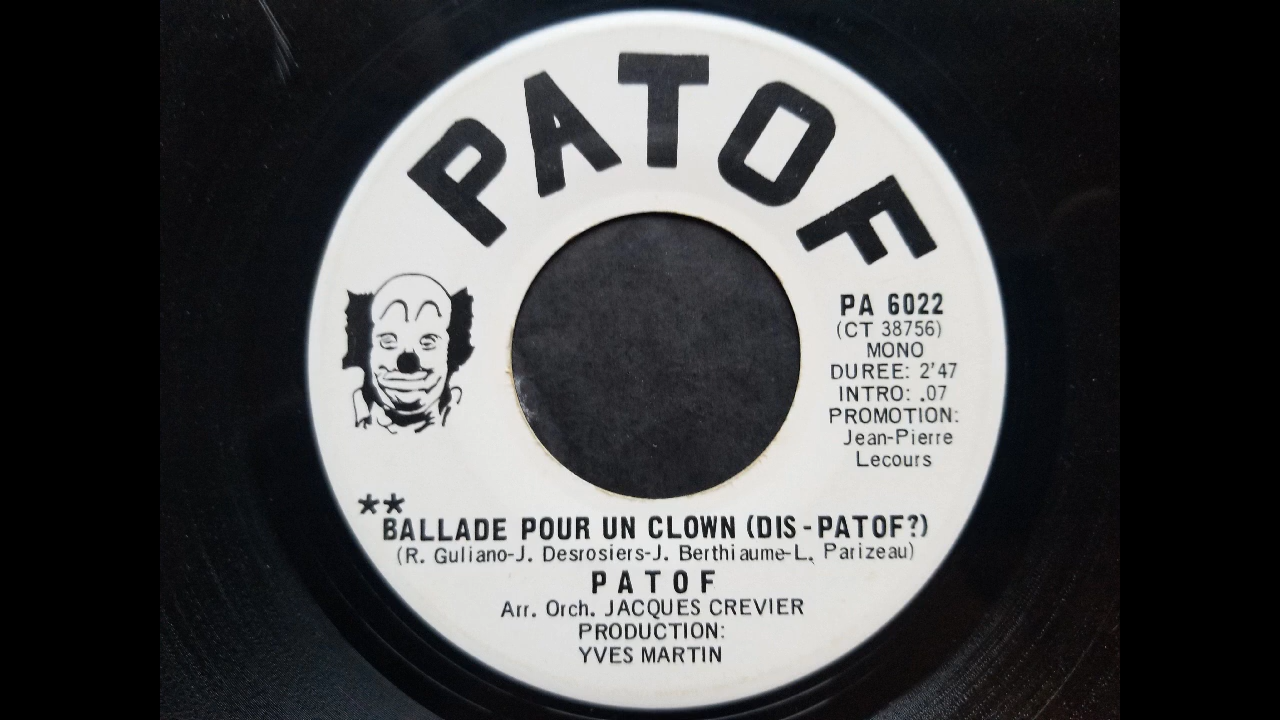 PATOF
PA 6022
(CT 38756)
MONO
DUREE: 2'47
INTRO: .07
PROMOTION:
Jean-Pierre
Lecours
**
BALLADE POUR UN CLOWN (DIS-PATOF?)
(R. Guliano-J. Desrosiers-J. Berthiaume-L. Parizeau)
PATOF
Arr. Orch. JACQUES CREVIER
PRODUCTION:
YVES MARTIN